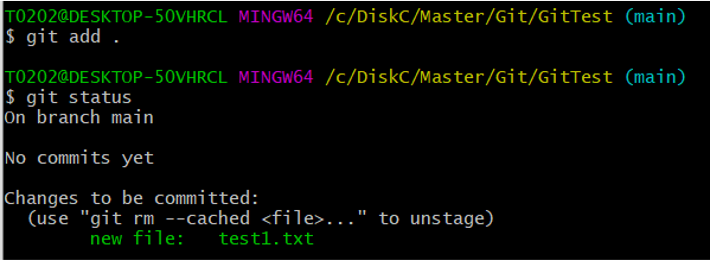 T0202@DESKTOP-5OVHRCL MINGW64 /c/DiskC/Master/Git/GitTest (main)
$ git add .
T0202@DESKTOP-5OVHRCL MINGW64 /c/DiskC/Master/Git/GitTest (main)
$ git status
On branch main
No commits yet
Changes to be committed:
  (use "git rm --cached <file>..." to unstage)
        new file:   test1.txt